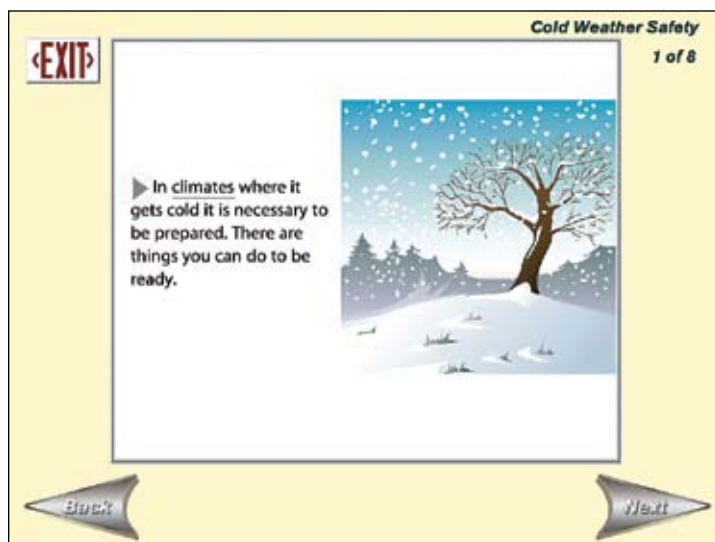 Cold Weather Safety
<EXIT>
1 of 8
In climates where it
gets cold it is necessary to
be prepared. There are
things you can do to be
ready.
Back
Next